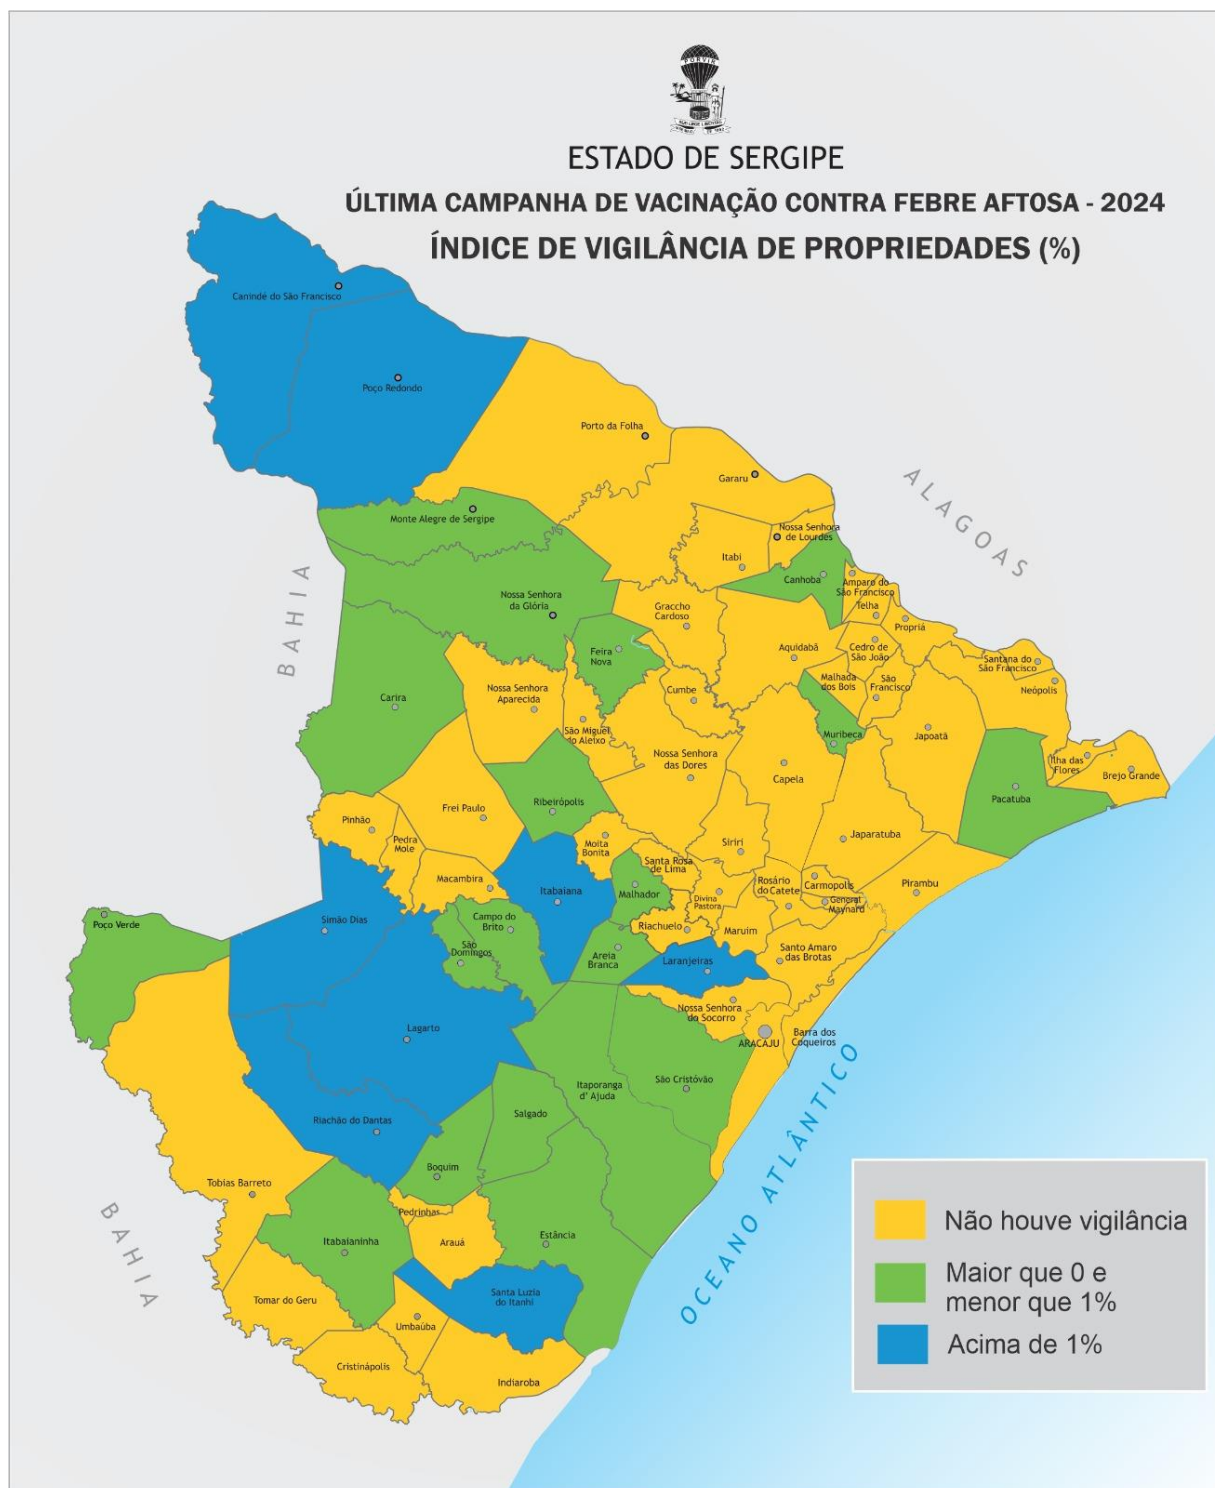 PORVIR
ESTADO DE SERGIPE
ÚLTIMA CAMPANHA DE VACINAÇÃO CONTRA FEBRE AFTOSA - 2024
ÍNDICE DE VIGILÂNCIA DE PROPRIEDADES (%)
Canindé do São Francisco
Poço Redondo
Porto da Folha
Gararu
ALAGOAS
Monte Alegre de Sergipe
Nossa Senhora
de Lourdes
Itabi
Canhoba
Amparo do
São Francisco
Telha
Propriá
BAHIA
Nossa Senhora
da Glória
Graccho
Cardoso
Feira
Nova
Aquidabã
Cedro de
São João
Santana do
São Francisco
Neópolis
Malhada
dos Bois
São
Francisco
Nossa Senhora
Aparecida
Cumbe
Carira
São Miguel
do Aleixo
Muribeca
Japoatã
Nossa Senhora
das Dores
Capela
Ilha das
Flores
Brejo Grande
Pacatuba
Ribeirópolis
Frei Paulo
Pinhão
Pedra
Mole
Moita
Bonita
Siriri
Japaratuba
Santa Rosa
de Lima
Macambira
Itabaiana
Malhador
Divina
Pastora
Rosário
do Catete
Carmopolis
General
Maynard
Pirambu
Poço Verde
Simão Dias
Campo do
Brito
São
Domingos
Riachuelo
Maruim
Areia
Branca
Laranjeiras
Santo Amaro
das Brotas
Nossa Senhora
do Socorro
Lagarto
ARACAJU
Barra dos
Coqueiros
Itaporanga
d' Ajuda
São Cristóvão
Salgado
Riachão do Dantas
Boquim
OCEANO ATLÂNTICO
Tobias Barreto
Pedrinhas
Arauá
Estância
Itabaianinha
BAHIA
Santa Luzia
do Itanhi
Tomar do Geru
Umbaúba
Cristinápolis
Indiaroba
Não houve vigilância
Maior que 0 e
menor que 1%
Acima de 1%